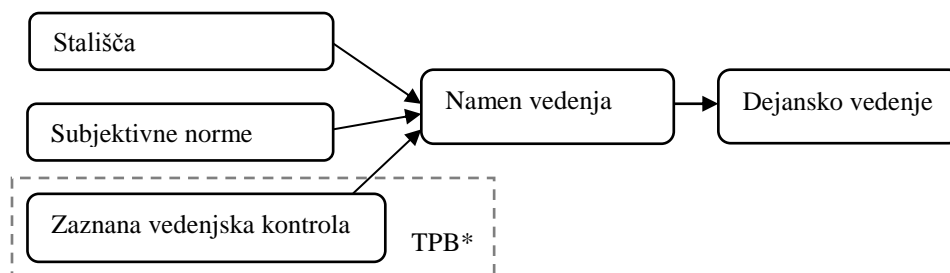 Stališča
Namen vedenja
Dejansko vedenje
Subjektivne norme
Zaznana vedenjska kontrola
TPB*